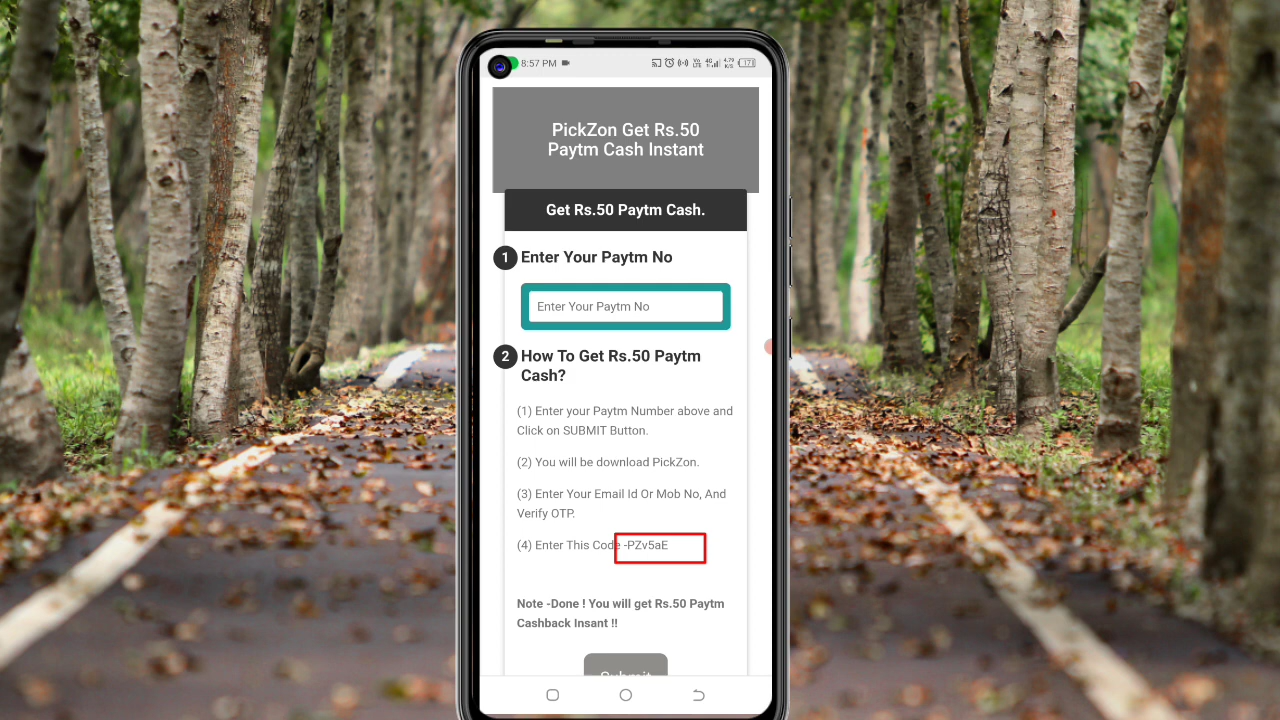 8:57 PM
PickZon Get Rs.50
Paytm Cash Instant
Get Rs.50 Paytm Cash.
1 Enter Your Paytm No
Enter Your Paytm No
2 How To Get Rs.50 Paytm
Cash?
(1) Enter your Paytm Number above and
Click on SUBMIT Button.
(2) You will be download PickZon.
(3) Enter Your Email Id Or Mob No, And
Verify OTP.
(4) Enter This Code -PZv5aE
Note -Done ! You will get Rs.50 Paytm
Cashback Insant !!
Submit